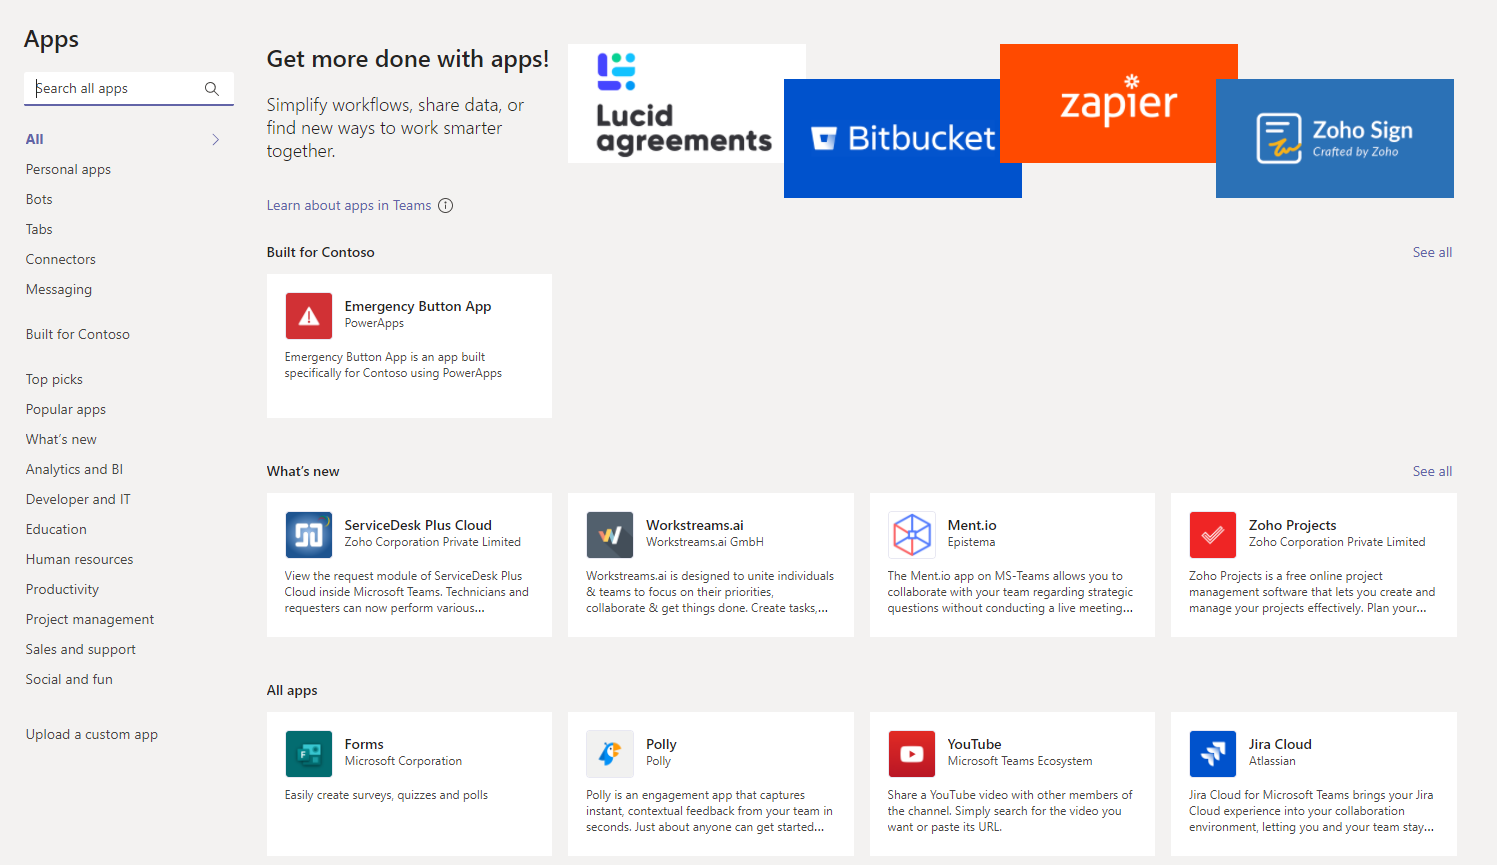 Apps
Search all apps
All
Personal apps
Bots
Tabs
Connectors
Messaging
Built for Contoso
Top picks
Popular apps
What's new
Analytics and BI
Developer and IT
Education
Human resources
Productivity
Project management
Sales and support
Social and fun
Upload a custom app
Get more done with apps!
Simplify workflows, share data, or
find new ways to work smarter
together.
Learn about apps in Teams
Lucid
agreements
Bitbucket
zapier
Zoho Sign
Crafted by Zoho
Built for Contoso
See all
Emergency Button App
PowerApps
Emergency Button App is an app built
specifically for Contoso using PowerApps
What's new
See all
ServiceDesk Plus Cloud
Zoho Corporation Private Limited
View the request module of ServiceDesk Plus
Cloud inside Microsoft Teams. Technicians and
requesters can now perform various...
W
Workstreams.ai
Workstreams.ai GmbH
Workstreams.ai is designed to unite individuals
& teams to focus on their priorities,
collaborate & get things done. Create tasks,...
Ment.io
Epistema
The Ment.io app on MS-Teams allows you to
collaborate with your team regarding strategic
questions without conducting a live meeting...
Zoho Projects
Zoho Corporation Private Limited
Zoho Projects is a free online project
management software that lets you create and
manage your projects effectively. Plan your...
All apps
F
Forms
Microsoft Corporation
Easily create surveys, quizzes and polls
Polly
Polly
Polly is an engagement app that captures
instant, contextual feedback from your team in
seconds. Just about anyone can get started...
YouTube
Microsoft Teams Ecosystem
Share a YouTube video with other members of
the channel. Simply search for the video you
want or paste its URL.
Jira Cloud
Atlassian
Jira Cloud for Microsoft Teams brings your Jira
Cloud experience into your collaboration
environment, letting you and your team stay...